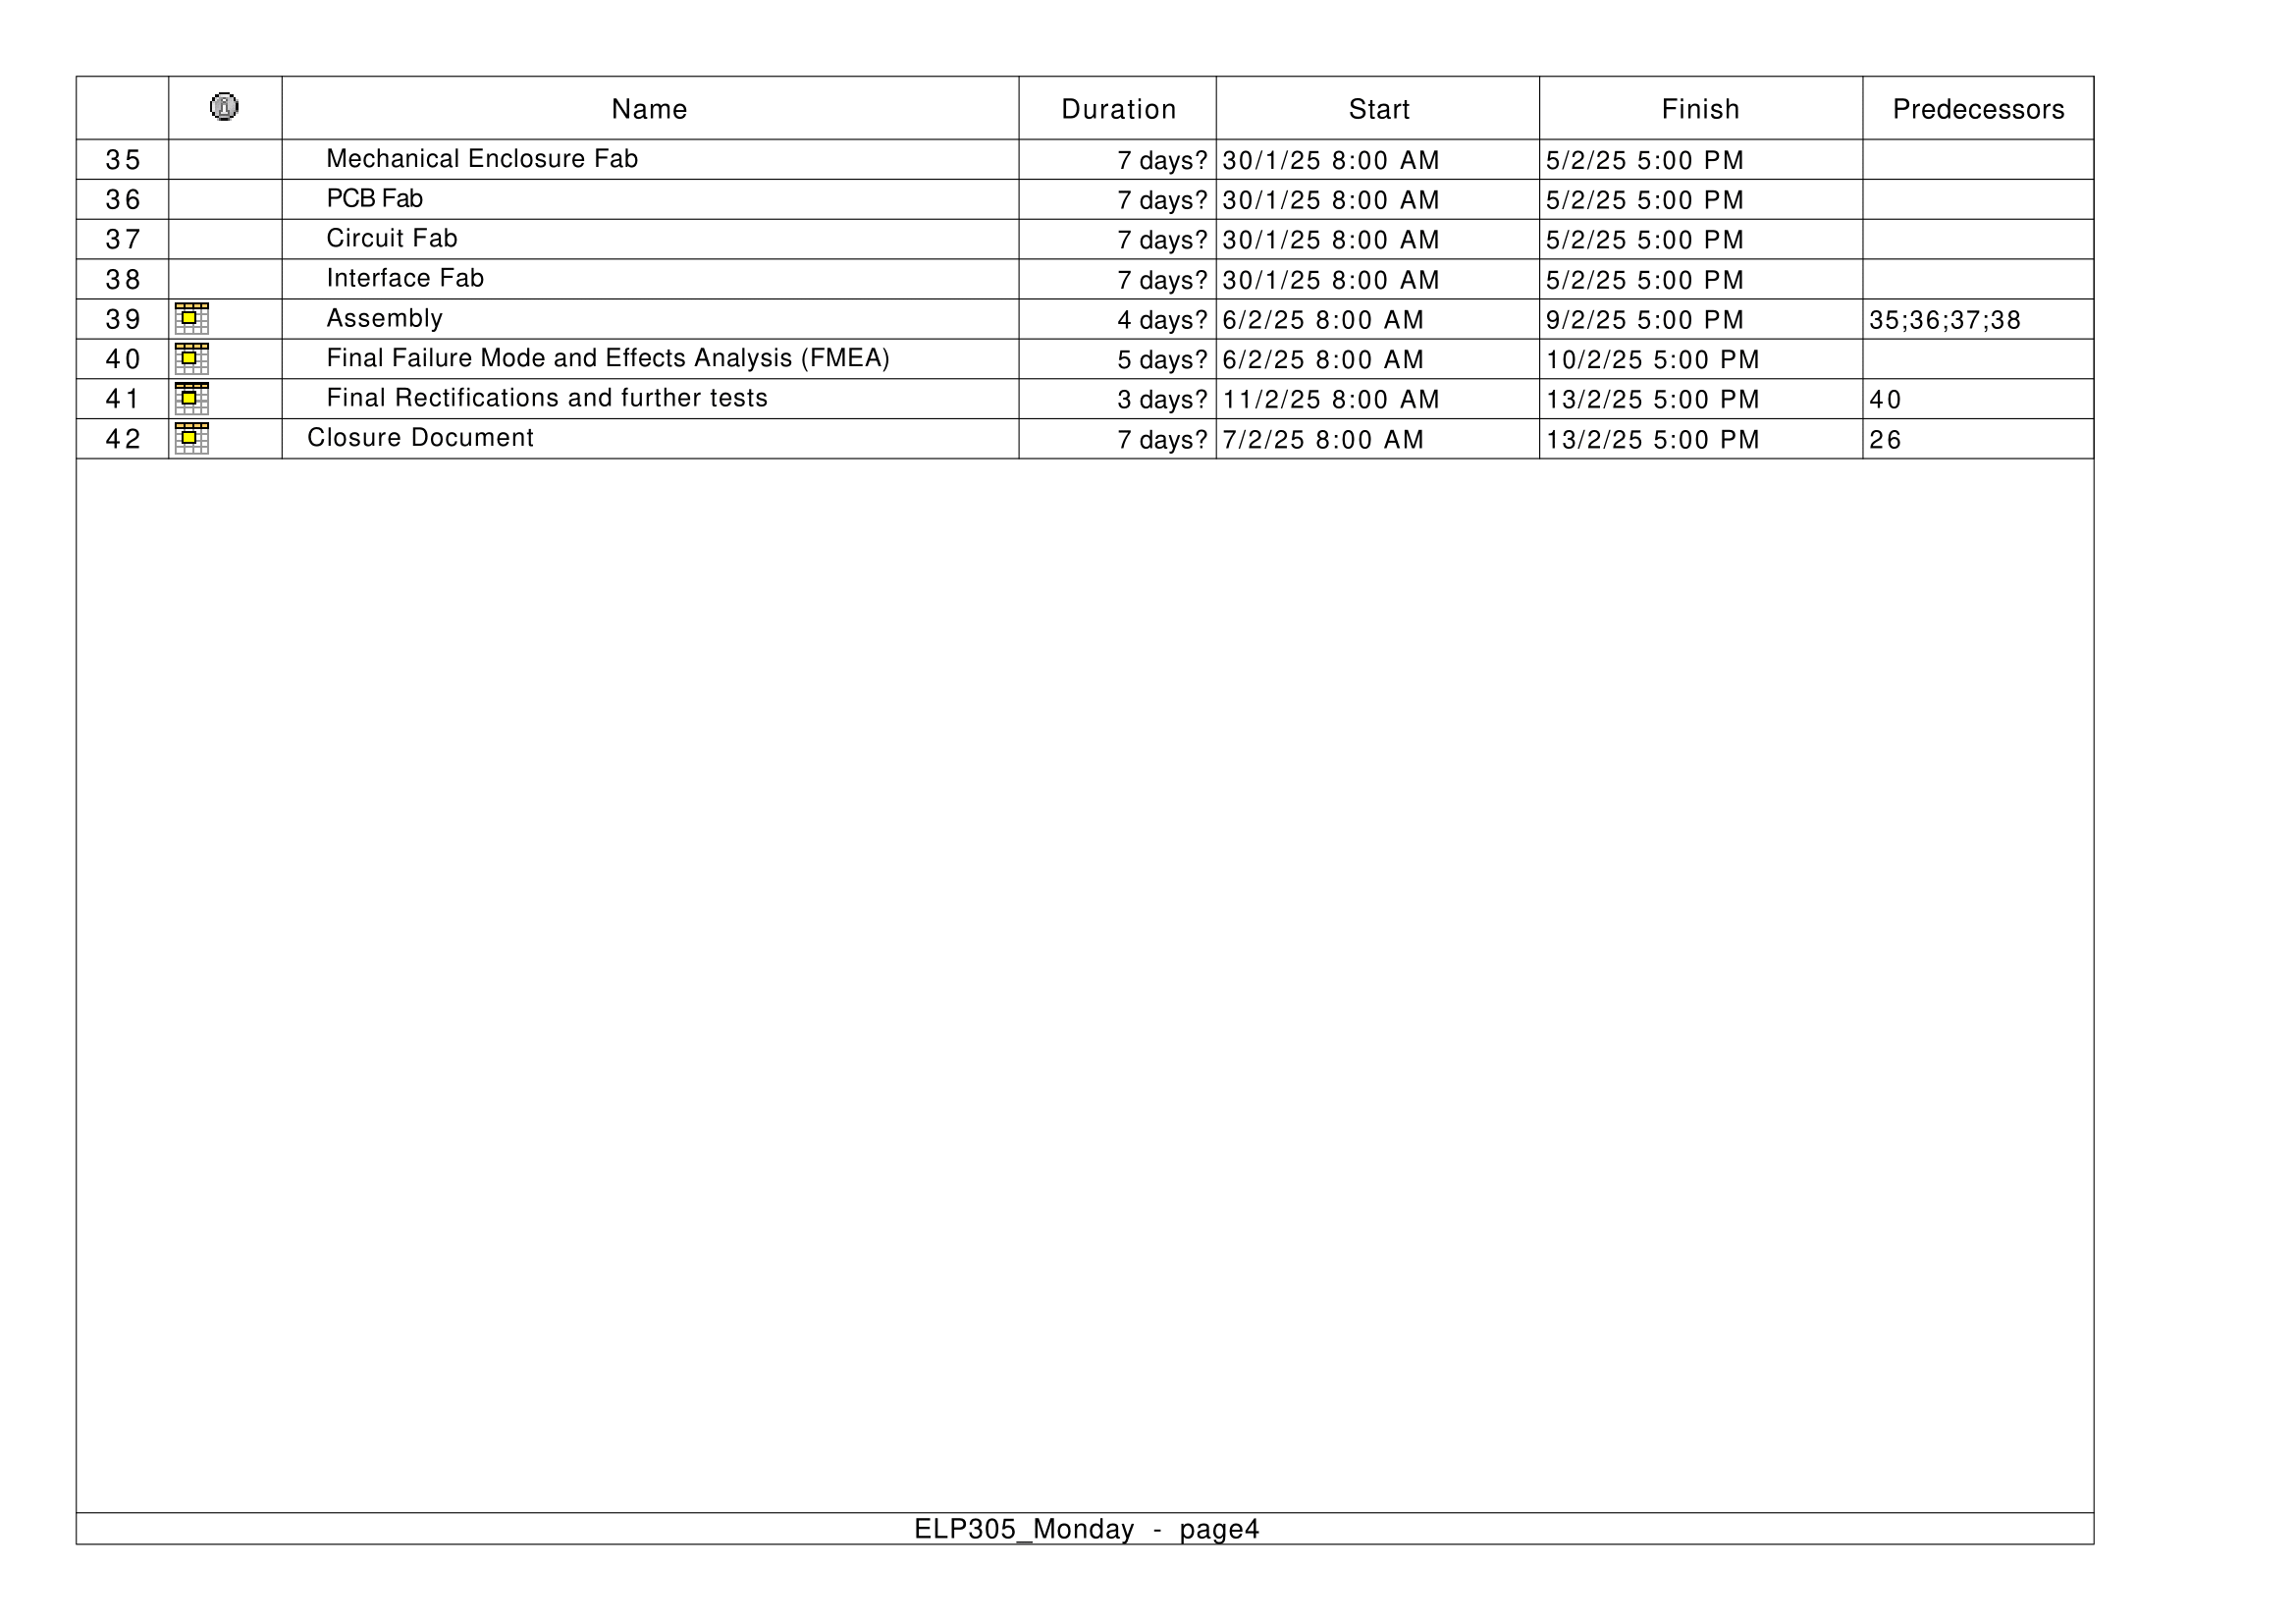 Name Duration Start Finish Predecessors
35 Mechanical Enclosure Fab 7 days? 30/1/25 8:00 AM 5/2/25 5:00 PM
36 PCB Fab 7 days? 30/1/25 8:00 AM 5/2/25 5:00 PM
37 Circuit Fab 7 days? 30/1/25 8:00 AM 5/2/25 5:00 PM
38 Interface Fab 7 days? 30/1/25 8:00 AM 5/2/25 5:00 PM
39 Assembly 4 days? 6/2/25 8:00 AM 9/2/25 5:00 PM 35;36;37;38
40 Final Failure Mode and Effects Analysis (FMEA) 5 days? 6/2/25 8:00 AM 10/2/25 5:00 PM
41 Final Rectifications and further tests 3 days? 11/2/25 8:00 AM 13/2/25 5:00 PM 40
42 Closure Document 7 days? 7/2/25 8:00 AM 13/2/25 5:00 PM 26
ELP305_Monday - page4